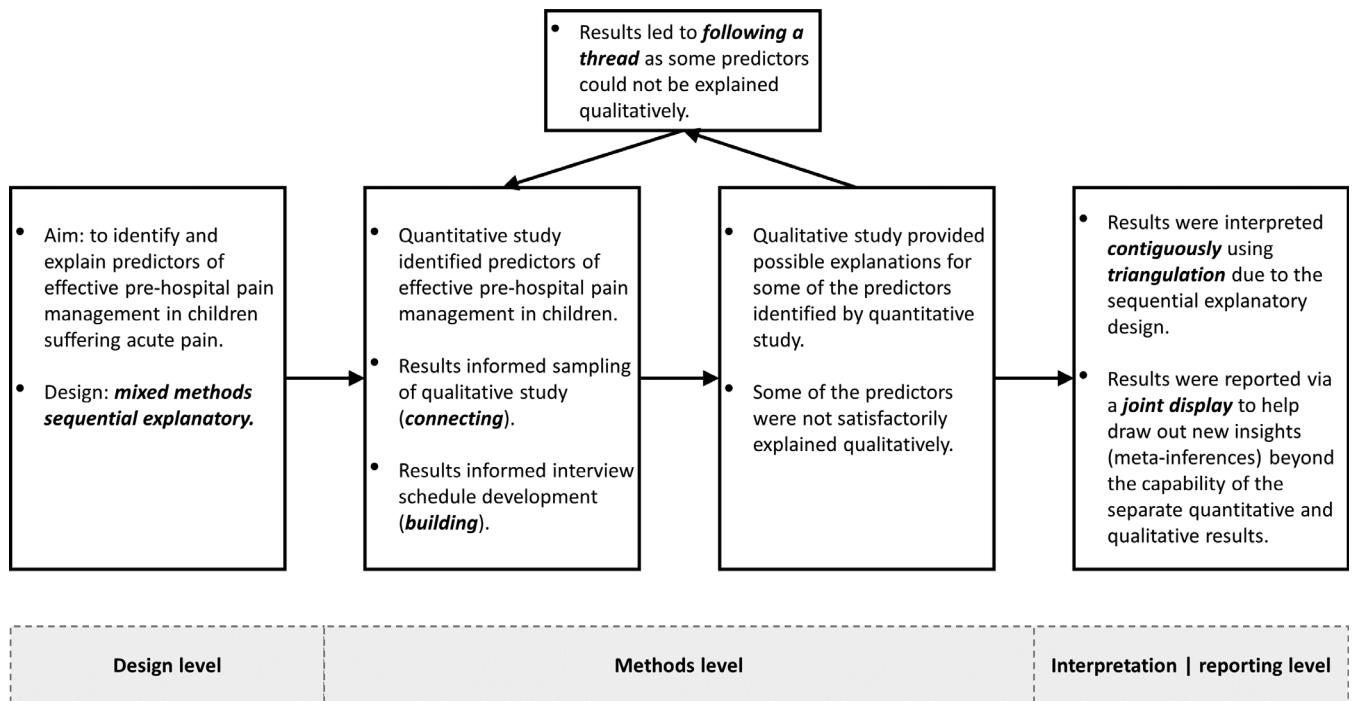 • Results led to following a
thread as some predictors
could not be explained
qualitatively.
• Aim: to identify and
explain predictors of
effective pre-hospital pain
management in children
suffering acute pain.
• Design: mixed methods
sequential explanatory.
• Quantitative study
identified predictors of
effective pre-hospital pain
management in children.
• Results informed sampling
of qualitative study
(connecting).
• Results informed interview
schedule development
(building).
• Qualitative study provided
possible explanations for
some of the predictors
identified by quantitative
study.
• Some of the predictors
were not satisfactorily
explained qualitatively.
• Results were interpreted
contiguously using
triangulation due to the
sequential explanatory
design.
• Results were reported via
a joint display to help
draw out new insights
(meta-inferences) beyond
the capability of the
separate quantitative and
qualitative results.
Design level
Methods level
Interpretation | reporting level